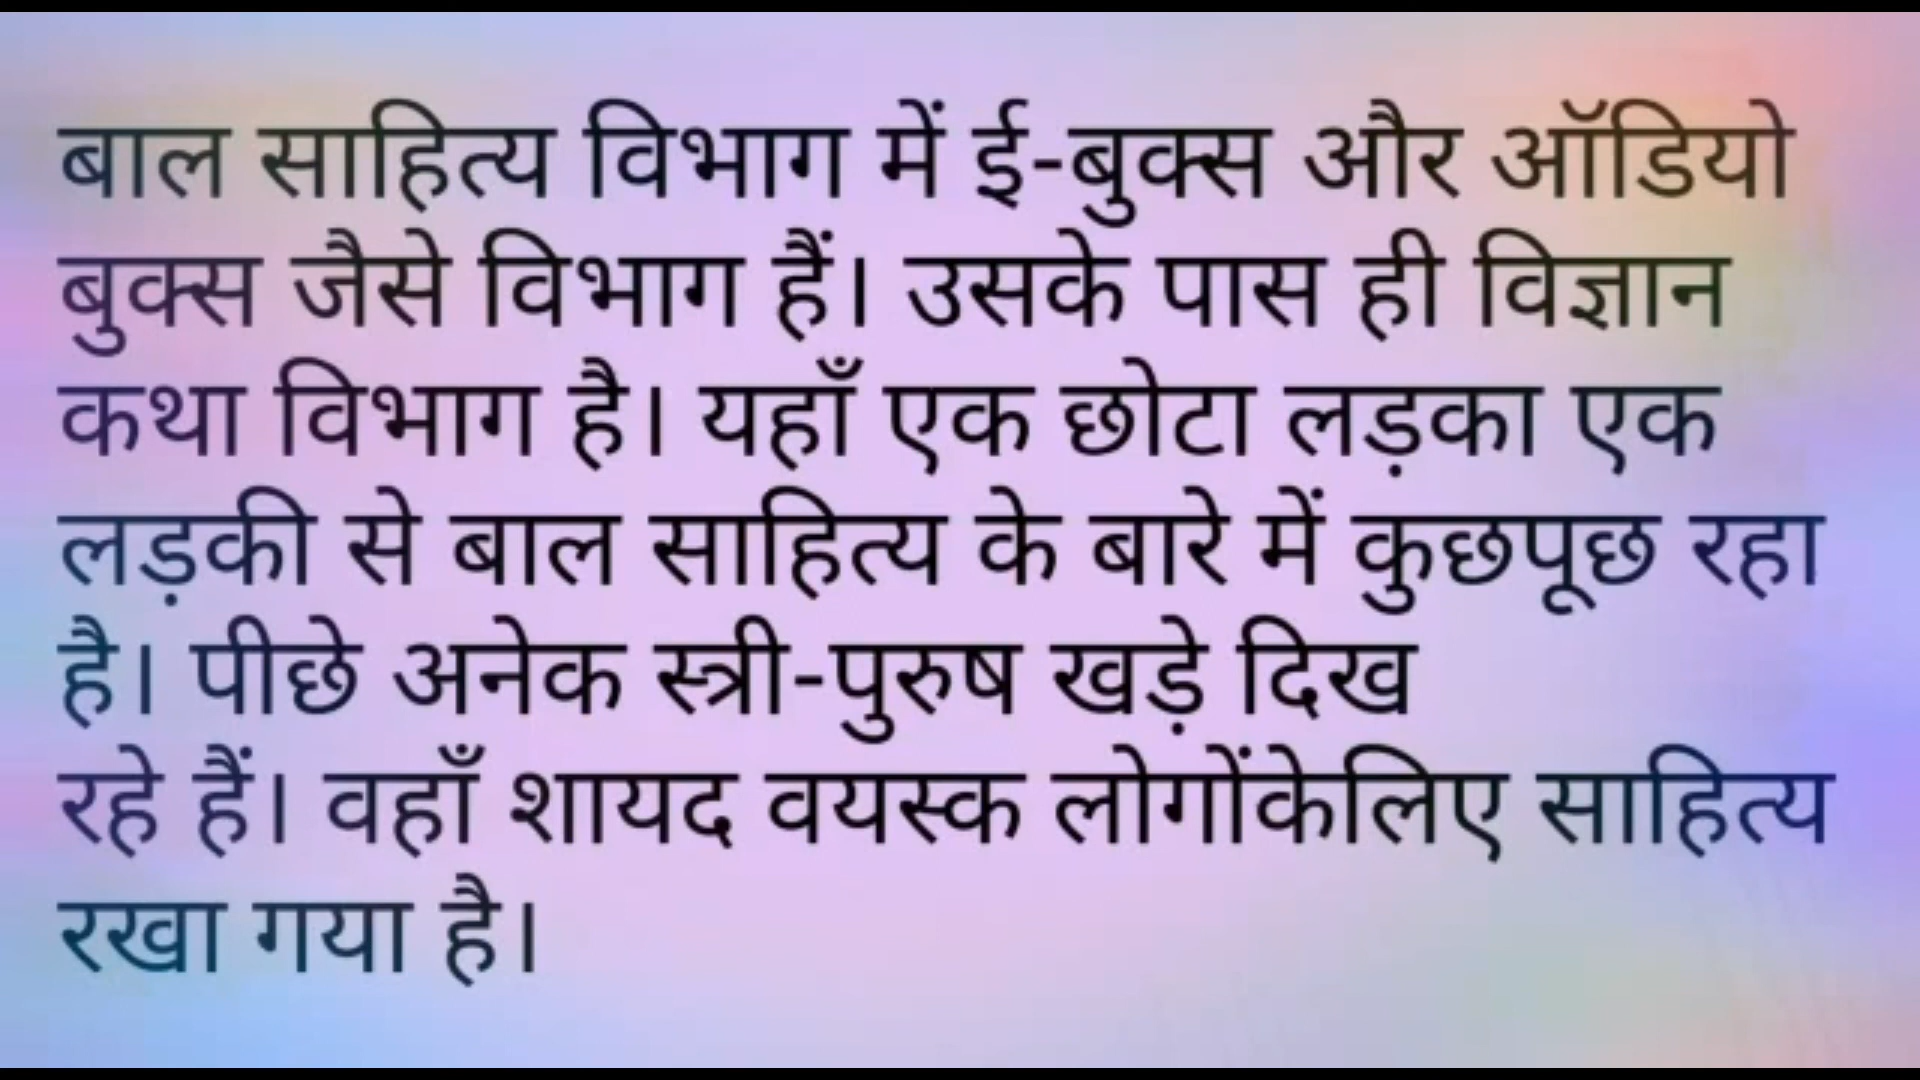 बाल साहित्य विभाग में ई-बुक्स और ऑडियो
बुक्स जैसे विभाग हैं। उसके पास ही विज्ञान
कथा विभाग है। यहाँ एक छोटा लड़का एक
लड़की से बाल साहित्य के बारे में कुछपूछ रहा
है। पीछे अनेक स्त्री-पुरुष खड़े दिख
रहे हैं। वहाँ शायद वयस्क लोगोंकेलिए साहित्य
रखा गया है।